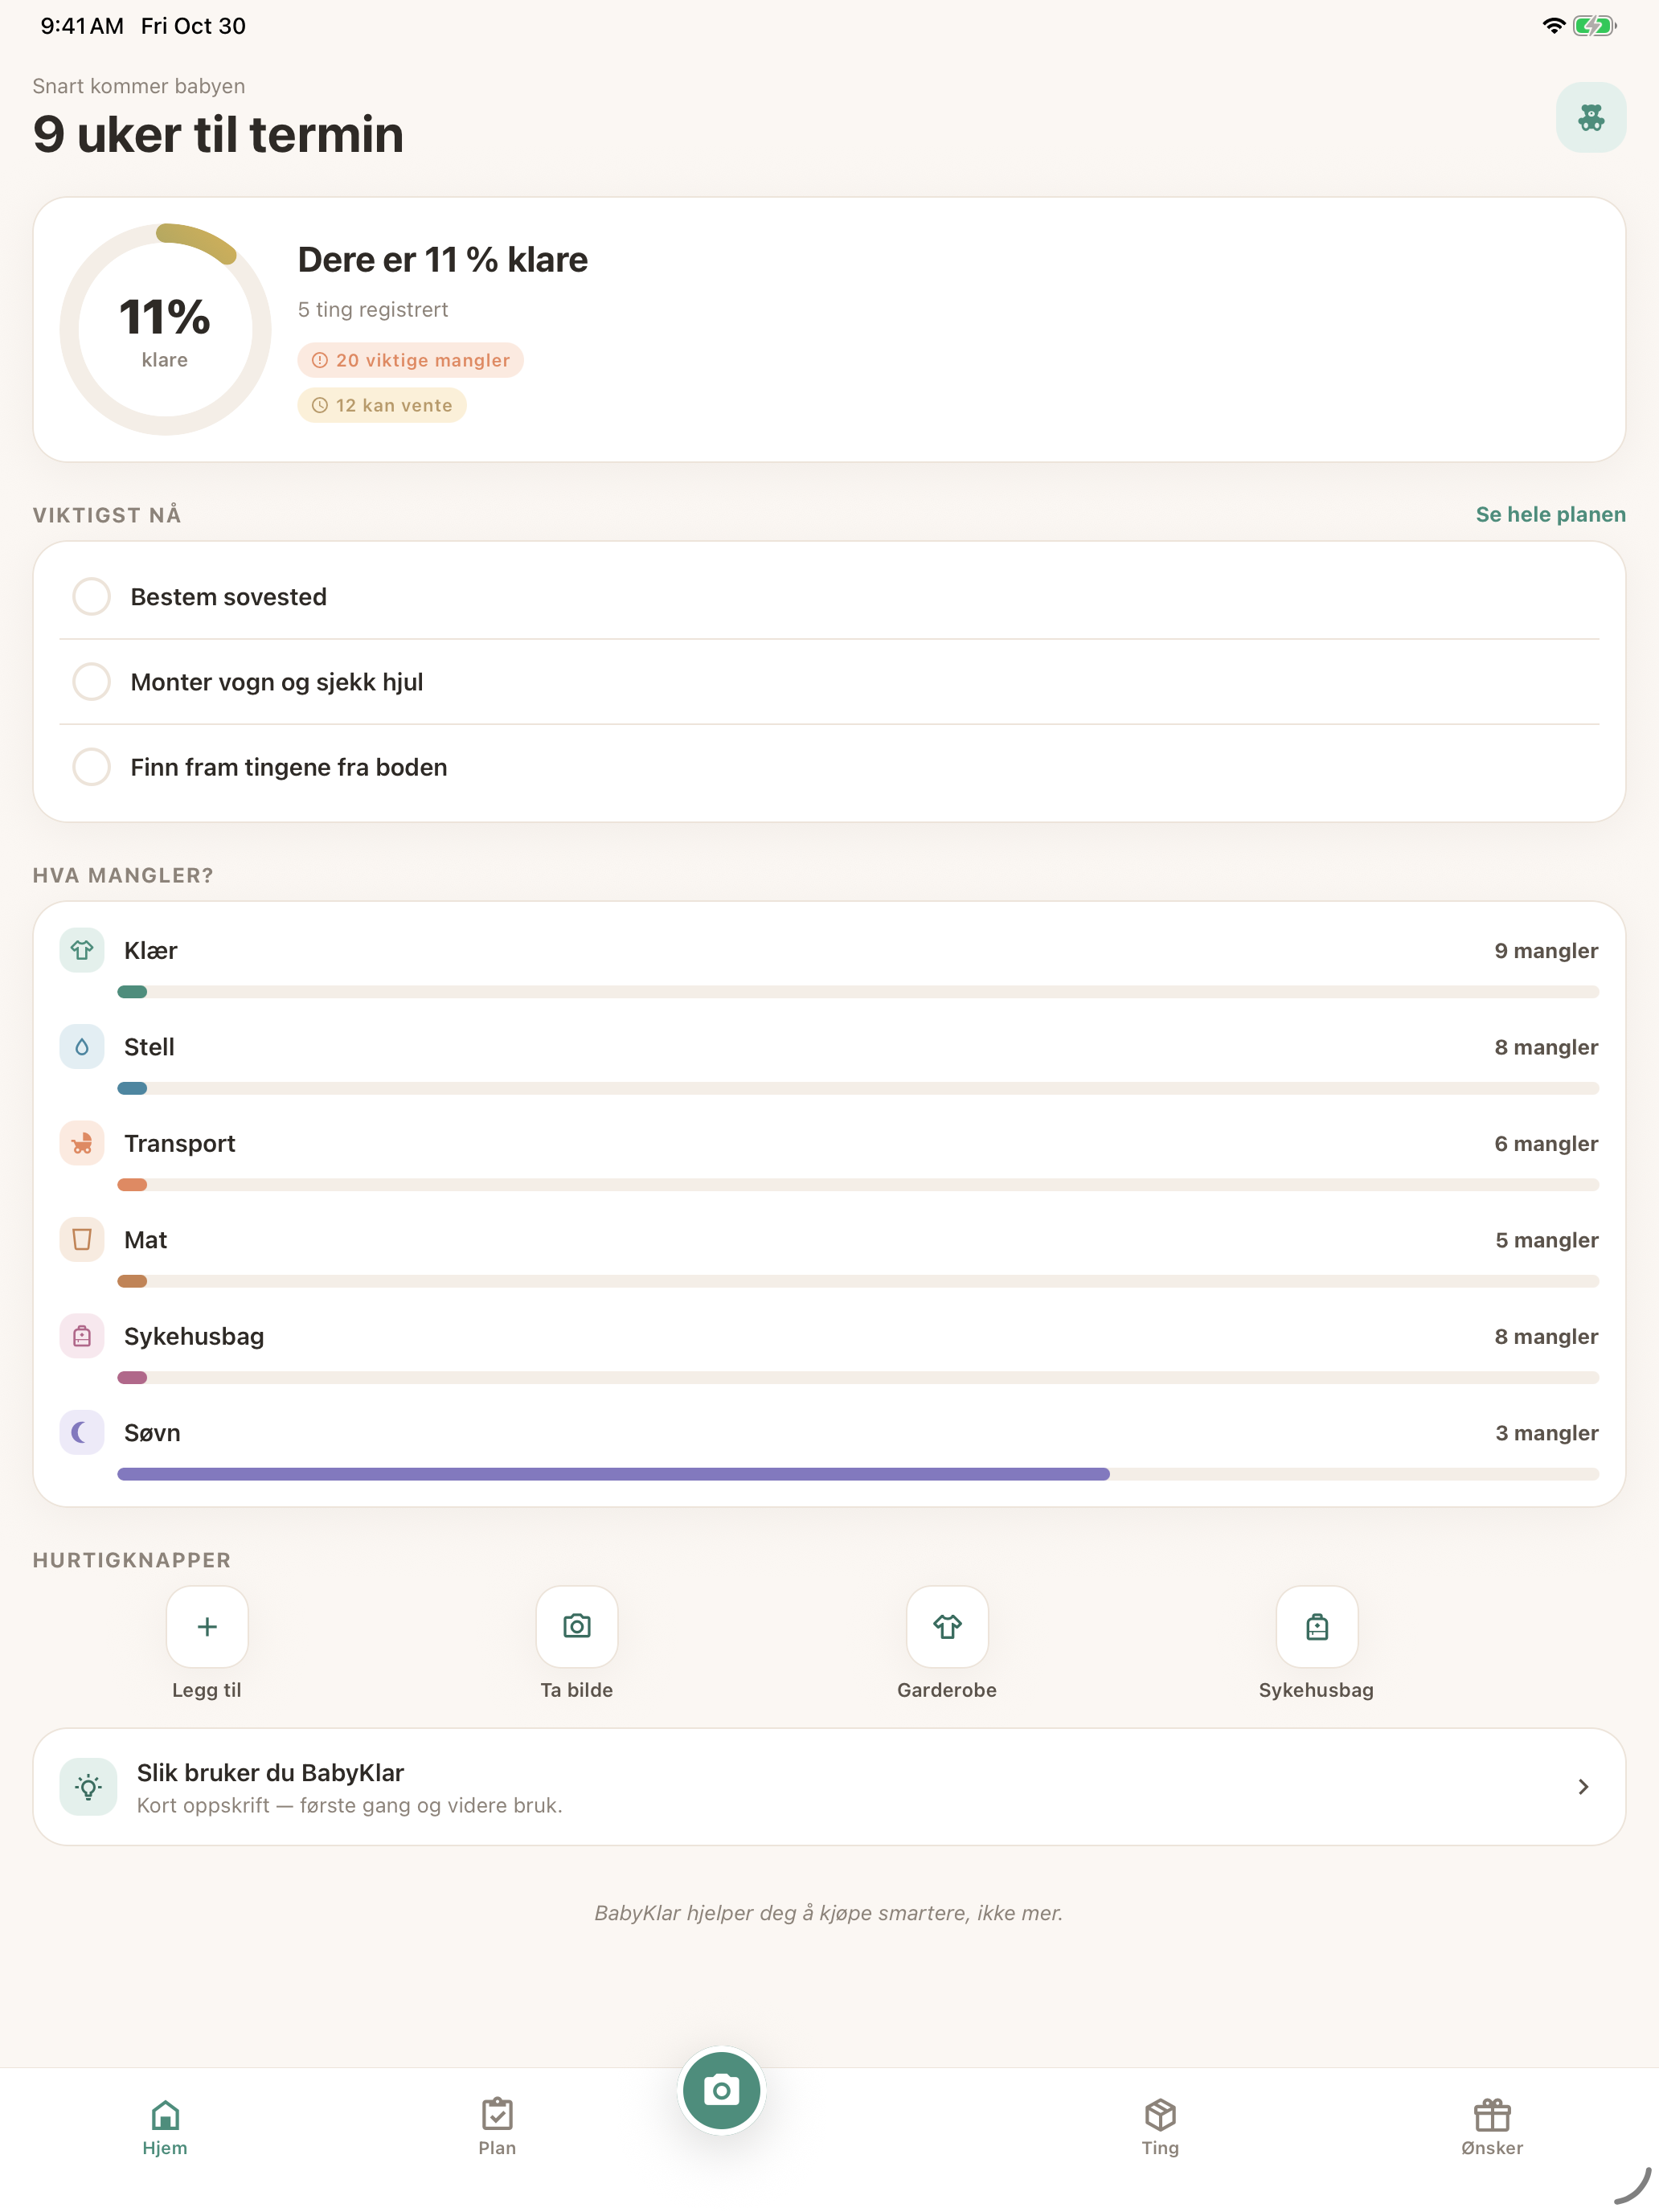 9:41 AM Fri Oct 30
Snart kommer babyen
9 uker til termin
11%
klare
Dere er 11 % klare
5 ting registrert
20 viktige mangler
12 kan vente
VIKTIGST NÅ
Se hele planen
Bestem sovested
Monter vogn og sjekk hjul
Finn fram tingene fra boden
HVA MANGLER?
Klær
9 mangler
Stell
8 mangler
Transport
6 mangler
Mat
5 mangler
Sykehusbag
8 mangler
Søvn
3 mangler
HURTIGKNAPPER
Legg til
Ta bilde
Garderobe
Sykehusbag
Slik bruker du BabyKlar
Kort oppskrift — første gang og videre bruk.
BabyKlar hjelper deg å kjøpe smartere, ikke mer.
Hjem
Plan
Ting
Ønsker